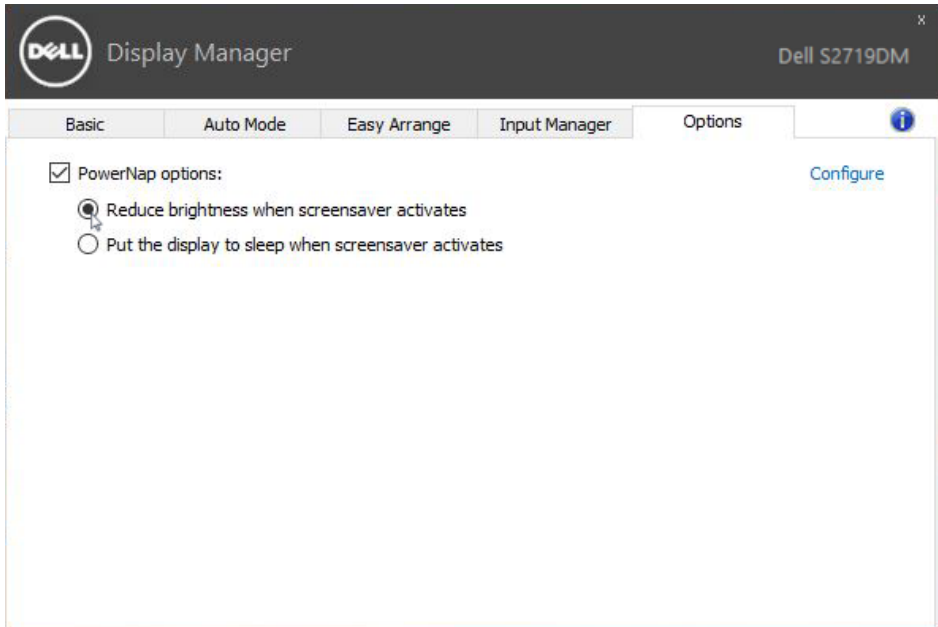 x
DELL Display Manager
Dell S2719DM
Basic Auto Mode Easy Arrange Input Manager Options i
PowerNap options: Configure
Reduce brightness when screensaver activates
Put the display to sleep when screensaver activates